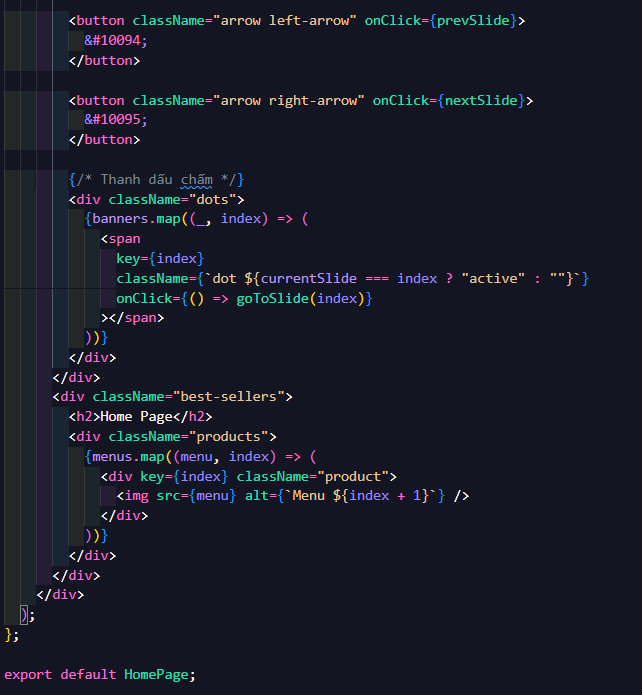 <button className="arrow left-arrow" onClick={prevSlide}>
&#10094;
</button>
<button className="arrow right-arrow" onClick={nextSlide}>
&#10095;
</button>
{/* Thanh dấu chấm */}
<div className="dots">
{banners.map((_, index) => (
<span
key={index}
className={`dot ${currentSlide === index ? "active" : ""}`}
onClick={() => goToSlide(index)}
></span>
))}
</div>
</div>
<div className="best-sellers">
<h2>Home Page</h2>
<div className="products">
{menus.map((menu, index) => (
<div key={index} className="product">
<img src={menu} alt={`Menu ${index + 1}`} />
</div>
))}
</div>
</div>
</div>
);
};
export default HomePage;